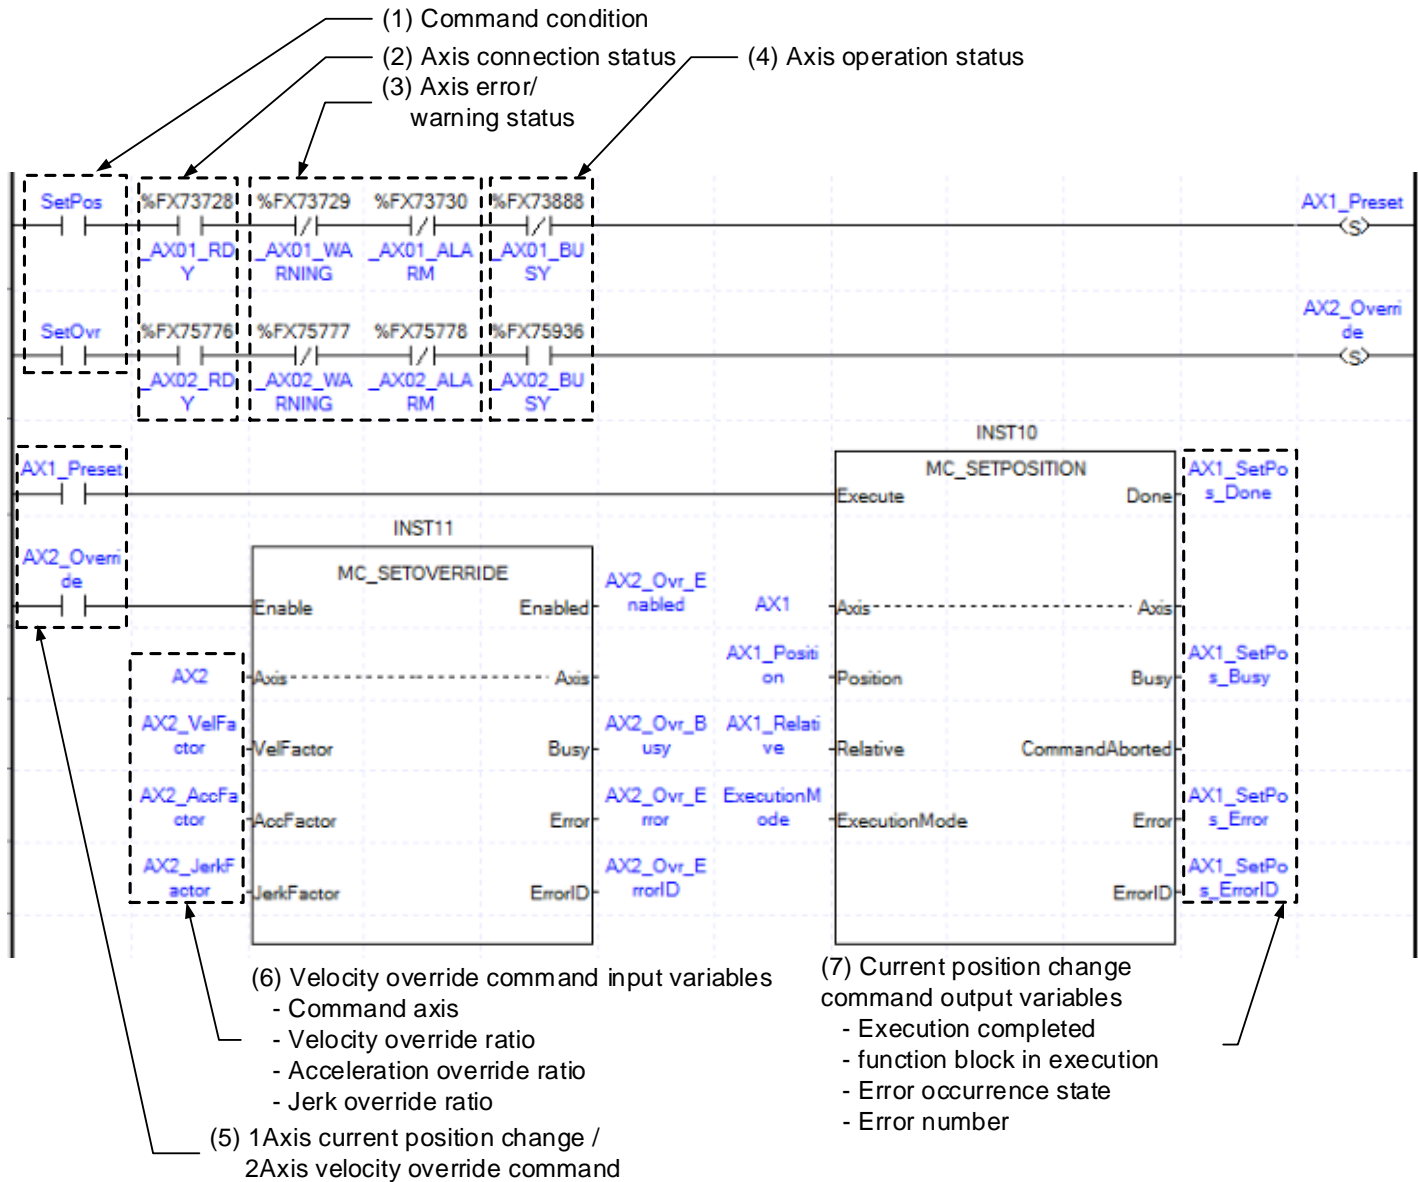 (1) Command condition
(2) Axis connection status
(4) Axis operation status
(3) Axis error/
warning status
SetPos
%FX73728
%FX73729
%FX73730
%FX73888
AX1_Preset
(S)
_AX01_RD
Y
_AX01_WA
RNING
_AX01_ALA
RM
_AX01_BU
SY
SetOvr
%FX75776
%FX75777
%FX75778
%FX75936
AX2_Overri
de
(S)
_AX02_RD
Y
_AX02_WA
RNING
_AX02_ALA
RM
_AX02_BU
SY
AX1_Preset
INST10
MC_SETPOSITION
Execute
Done
AX1_SetPo
s_Done
AX2_Overri
de
INST11
MC_SETOVERRIDE
Enable
Enabled
AX2_Ovr_E
nabled
AX1
Axis
Axis
AX2
Axis
Axis
AX1_Positi
on
Position
Busy
AX1_SetPo
s_Busy
AX2_VelFa
ctor
VelFactor
Busy
AX2_Ovr_B
usy
AX1_Relati
ve
Relative
CommandAborted
AX2_AccFa
ctor
AccFactor
Error
AX2_Ovr_E
rror
ExecutionM
ode
ExecutionMode
Error
AX1_SetPo
s_Error
AX2_JerkF
actor
JerkFactor
ErrorID
AX2_Ovr_E
rrorID
ErrorID
AX1_SetPo
s_ErrorID
(6) Velocity override command input variables
- Command axis
- Velocity override ratio
- Acceleration override ratio
- Jerk override ratio
(7) Current position change
command output variables
- Execution completed
- function block in execution
- Error occurrence state
- Error number
(5) 1Axis current position change /
2Axis velocity override command